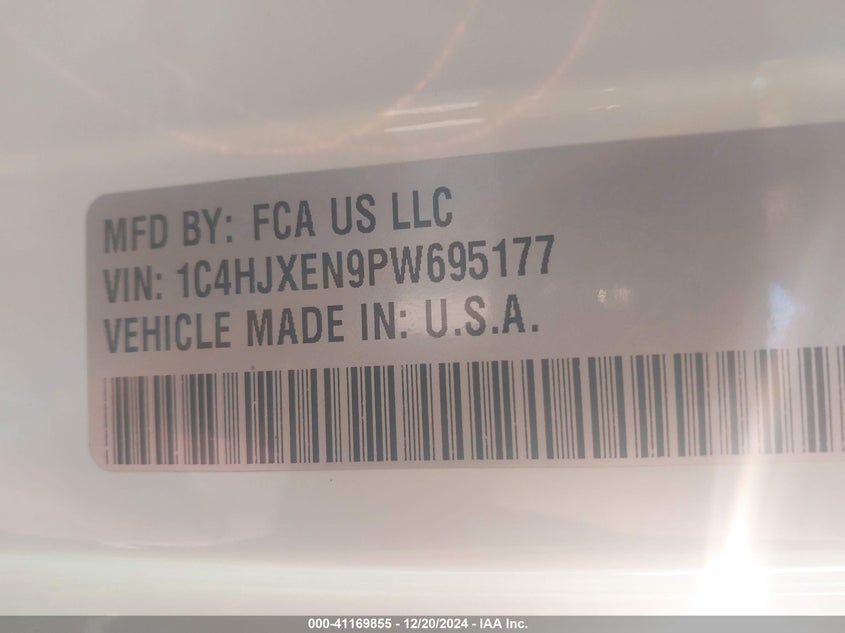 MFD BY: FCA US LLC
VIN: 1C4HJXEN9PW695177
VEHICLE MADE IN: U.S.A.
000-41169855 - 12/20/2024 - IAA Inc.